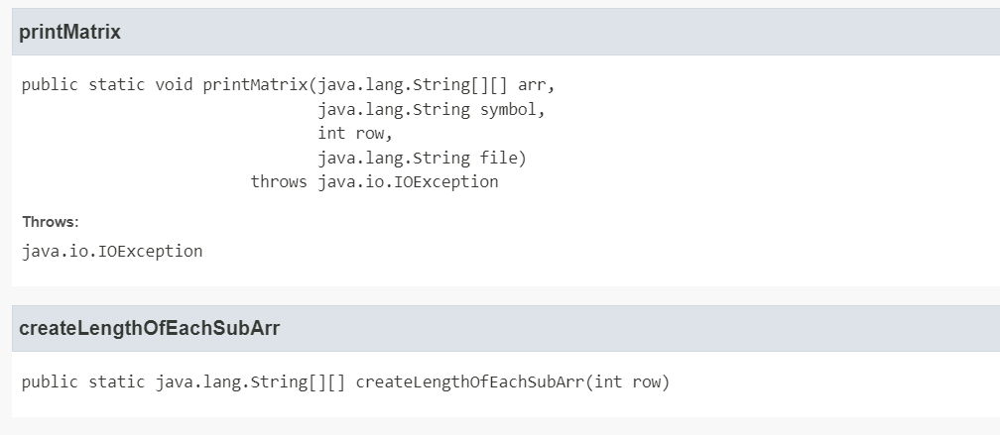 printMatrix
public static void printMatrix(java.lang.String[][] arr,
java.lang.String symbol,
int row,
java.lang.String file)
throws java.io.IOException
Throws:
java.io.IOException
createLengthOfEachSubArr
public static java.lang.String[][] createLengthOfEachSubArr(int row)